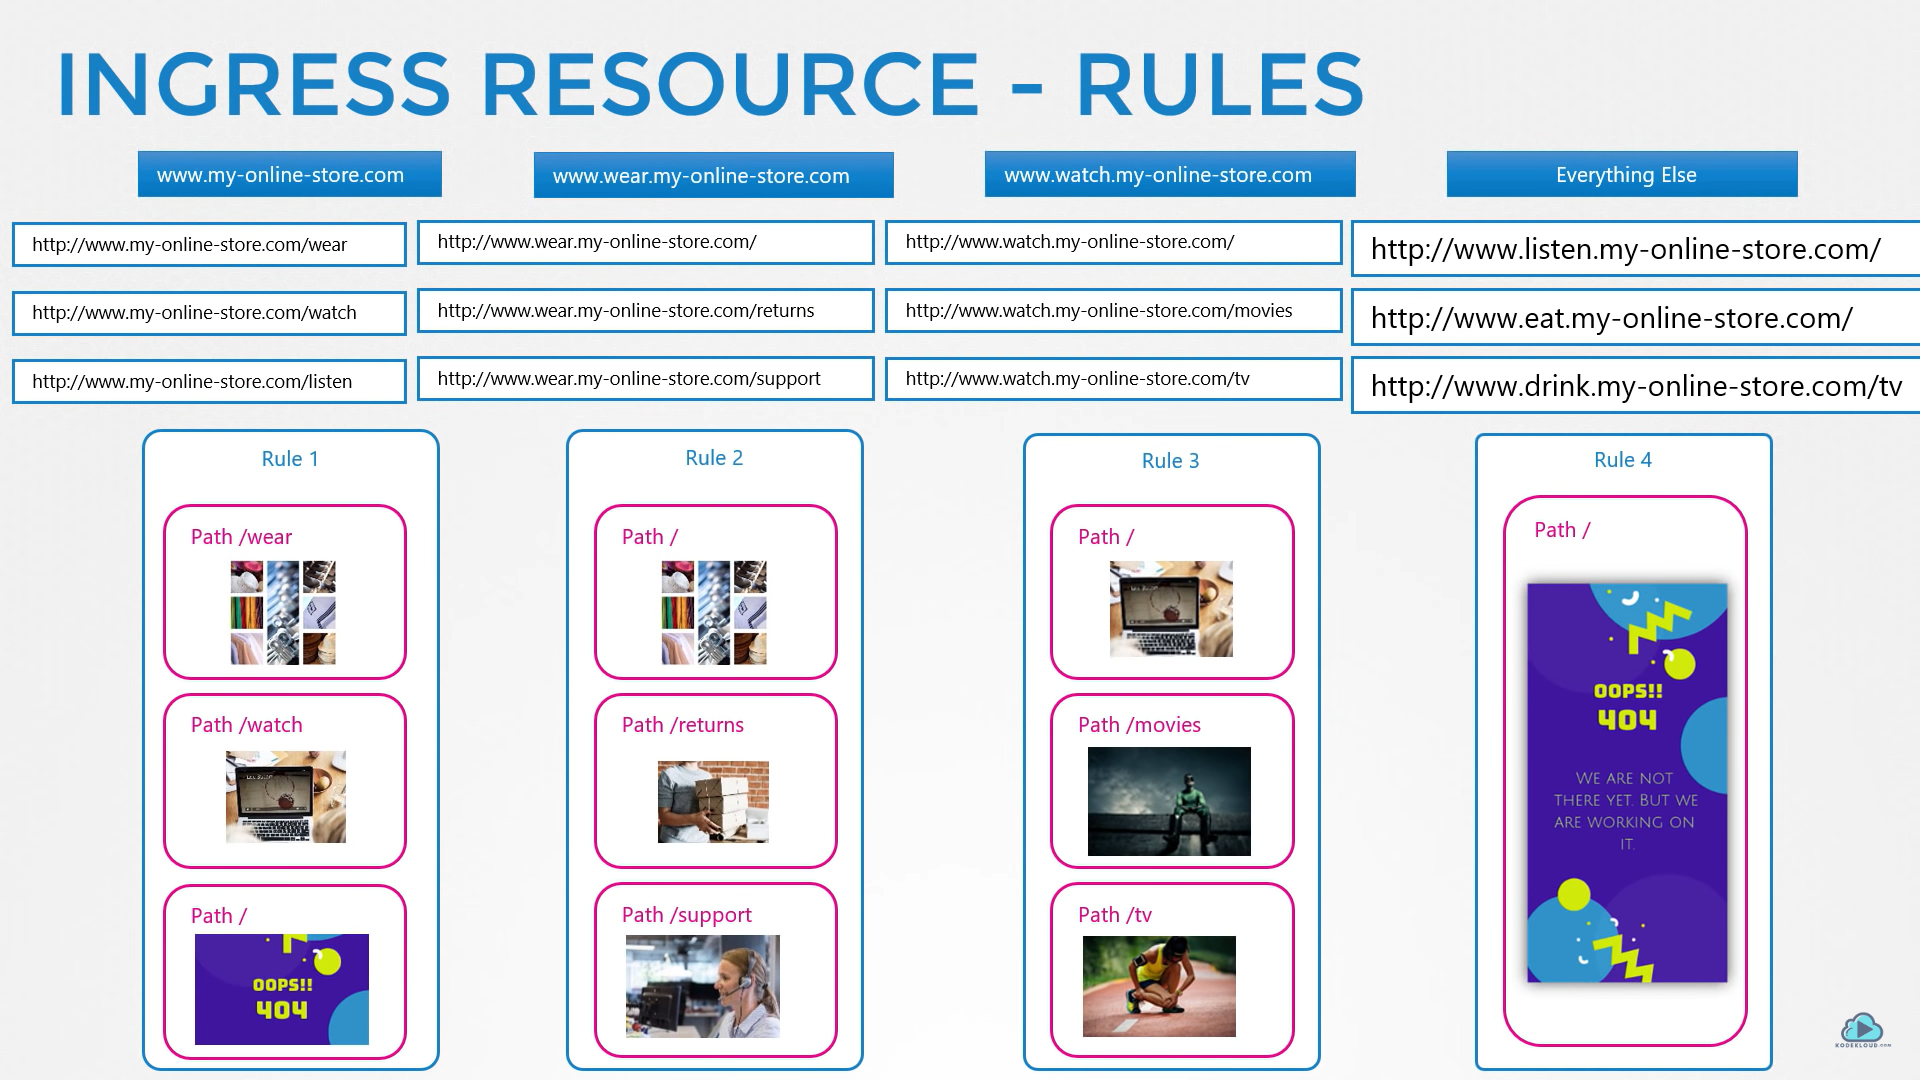 INGRESS RESOURCE - RULES
www.my-online-store.com
www.wear.my-online-store.com
www.watch.my-online-store.com
Everything Else
http://www.my-online-store.com/wear
http://www.wear.my-online-store.com/
http://www.watch.my-online-store.com/
http://www.listen.my-online-store.com/
http://www.my-online-store.com/watch
http://www.wear.my-online-store.com/returns
http://www.watch.my-online-store.com/movies
http://www.eat.my-online-store.com/
http://www.my-online-store.com/listen
http://www.wear.my-online-store.com/support
http://www.watch.my-online-store.com/tv
http://www.drink.my-online-store.com/tv
Rule 1
Path /wear
Path /watch
Path /
OOPS!!
404
Rule 2
Path /
Path /returns
Path /support
Rule 3
Path /
Path /movies
Path /tv
Rule 4
Path /
OOPS!!
404
WE ARE NOT
THERE YET. BUT WE
ARE WORKING ON
IT.
KODEKLOUD.COM